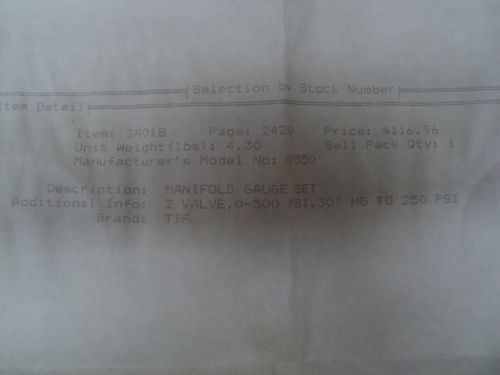 Selection by Stock Number
Item Detail
Item: 3A018 Page: 2420 Price: $116.96
Unit Weight(lbs): 4.30 Sell Pack Qty: 1
Manufacturer's Model No: 9550
Description: MANIFOLD GAUGE SET
Additional Info: 2 VALVE,0-500 PSI,30" HG TO 250 PSI
Brand: TIF